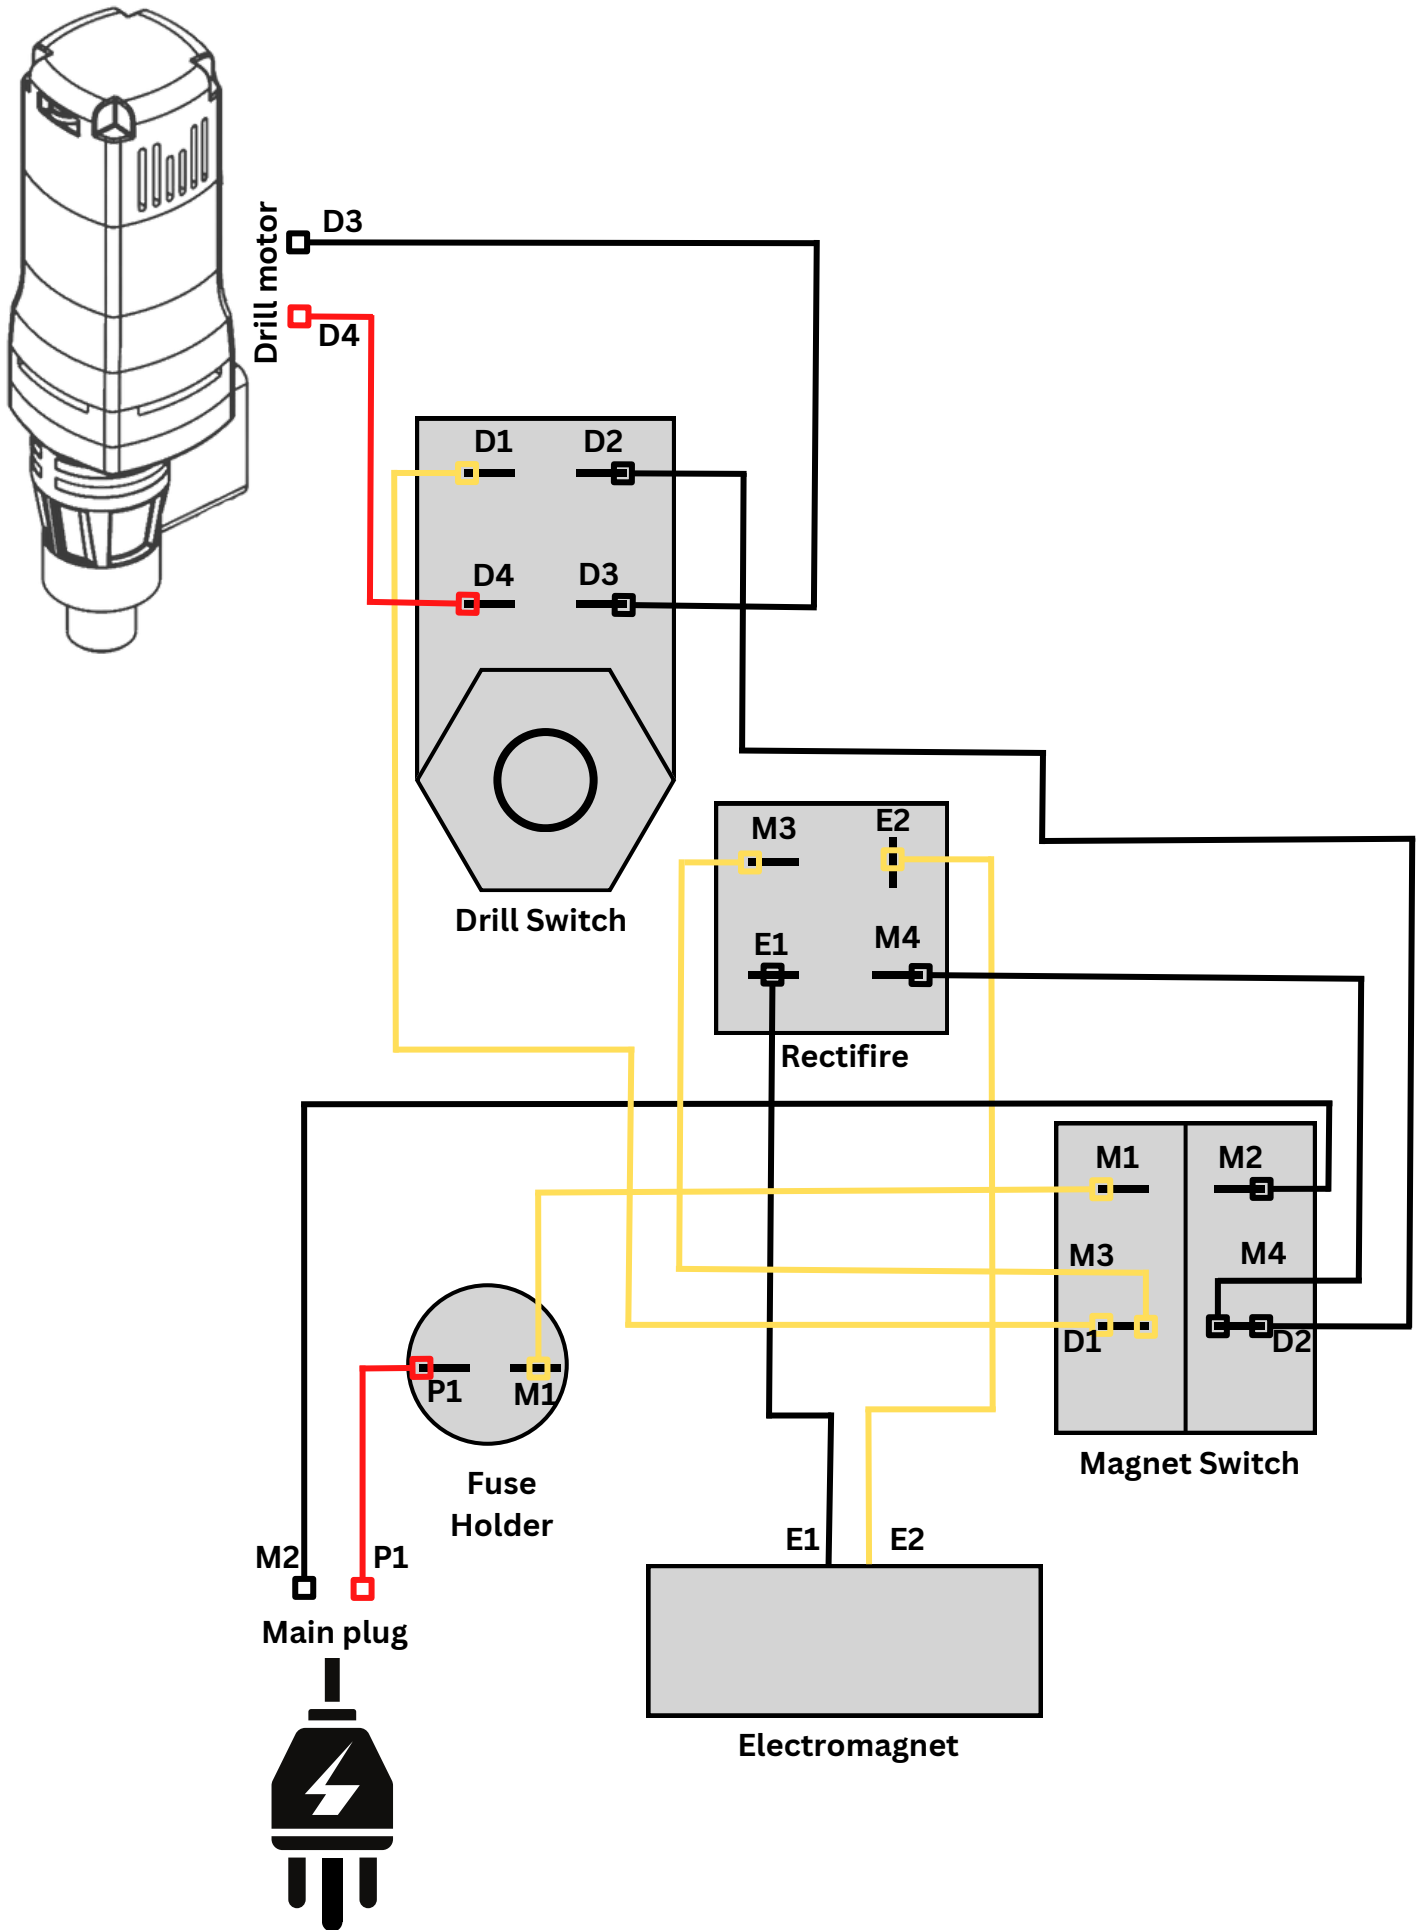 D3
Drill motor
D4
D1
D2
D4
D3
Drill Switch
M3
E2
E1
M4
Rectifire
M1
M2
M3
M4
D1
D2
Magnet Switch
P1
M1
Fuse
Holder
E1
E2
M2
P1
Main plug
Electromagnet